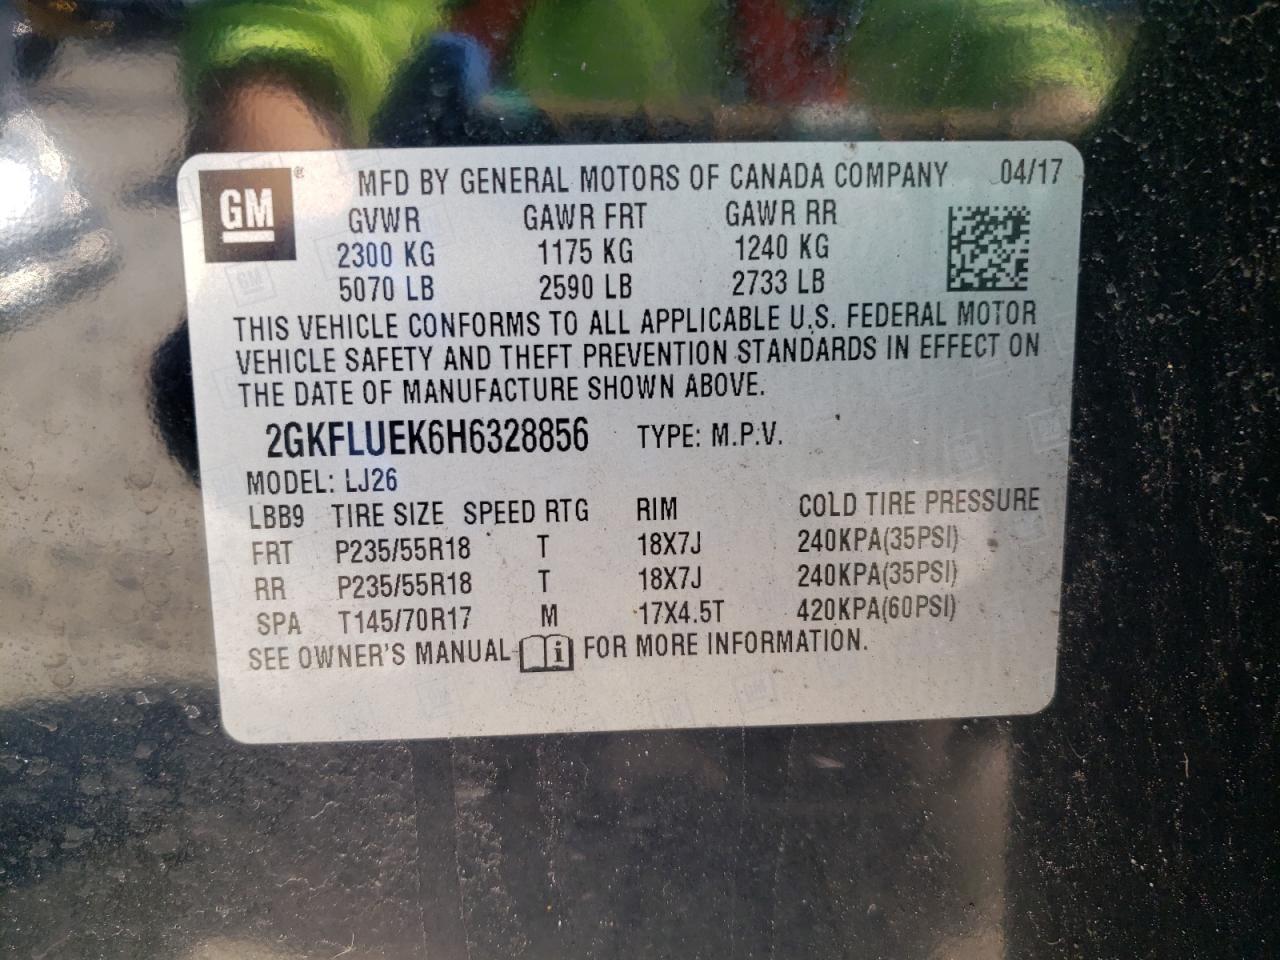 GM ® MFD BY GENERAL MOTORS OF CANADA COMPANY 04/17
GVWR GAWR FRT GAWR RR
2300 KG 1175 KG 1240 KG
5070 LB 2590 LB 2733 LB
THIS VEHICLE CONFORMS TO ALL APPLICABLE U.S. FEDERAL MOTOR
VEHICLE SAFETY AND THEFT PREVENTION STANDARDS IN EFFECT ON
THE DATE OF MANUFACTURE SHOWN ABOVE.
2GKFLUEK6H6328856 TYPE: M.P.V.
MODEL: LJ26
LBB9 TIRE SIZE SPEED RTG RIM COLD TIRE PRESSURE
FRT P235/55R18 T 18X7J 240KPA(35PSI)
RR P235/55R18 T 18X7J 240KPA(35PSI)
SPA T145/70R17 M 17X4.5T 420KPA(60PSI)
SEE OWNER'S MANUAL i FOR MORE INFORMATION.